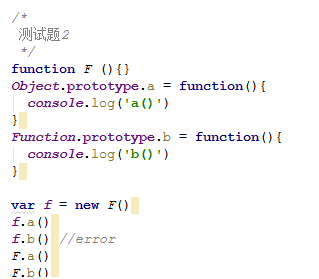 /*
 测试题2
 */
function F (){}
Object.prototype.a = function(){
  console.log('a()')
}
Function.prototype.b = function(){
  console.log('b()')
}

var f = new F()
f.a()
f.b() //error
F.a()
F.b()